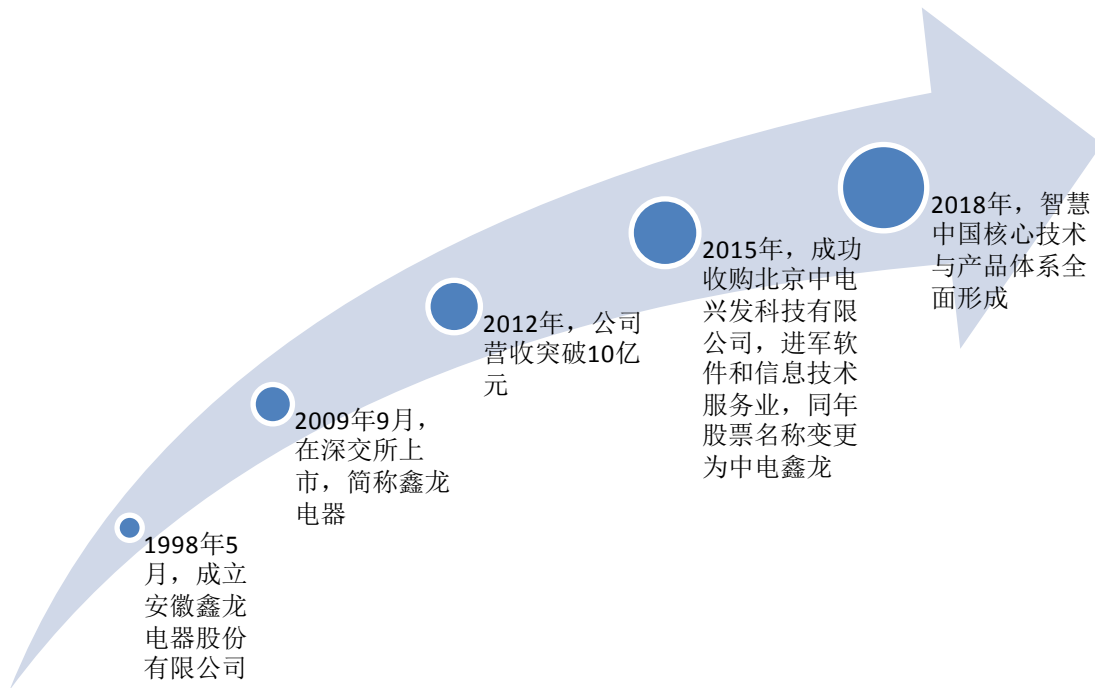 1998年5
月，成立
安徽鑫龙
电器股份
有限公司
2009年9月，
在深交所上
市，简称鑫龙
电器
2012年，公司
营收突破10亿
元
2015年，成功
收购北京中电
兴发科技有限
公司，进军软
件和信息技术
服务业，同年
股票名称变更
为中电鑫龙
2018年，智慧
中国核心技术
与产品体系全
面形成